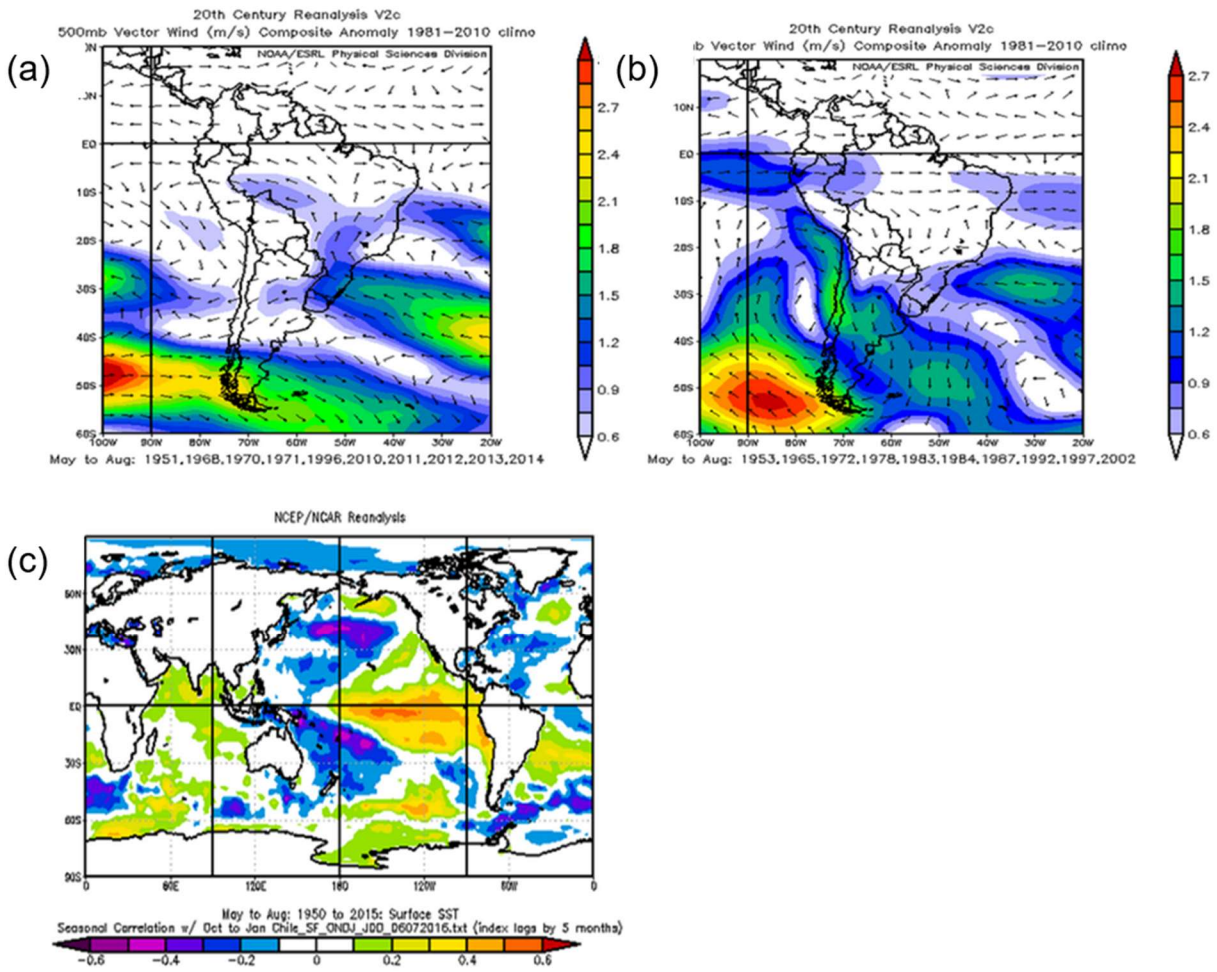 (a)
20th Century Reanalysis V2c
500mb Vector Wind (m/s) Composite Anomaly 1981-2010 climo
NOAA/ESRL Physical Sciences Division
EQ
10S
20S
30S
40S
50S
60S
100W 90W 80W 70W 60W 50W 40W 30W 20W
2.7
2.4
2.1
1.8
1.5
1.2
0.9
0.6
May to Aug: 1951,1968,1970,1971,1996,2010,2011,2012,2013,2014
(b)
20th Century Reanalysis V2c
b Vector Wind (m/s) Composite Anomaly 1981-2010 climo
NOAA/ESRL Physical Sciences Division
10N
EQ
10S
20S
30S
40S
50S
60S
100W 90W 80W 70W 60W 50W 40W 30W 20W
2.7
2.4
2.1
1.8
1.5
1.2
0.9
0.6
May to Aug: 1953,1965,1972,1978,1983,1984,1987,1992,1997,2002
(c)
NCEP/NCAR Reanalysis
60N
30N
EQ
30S
60S
90S
0 60E 120E 180 120W 60W 0
May to Aug: 1950 to 2015: Surface SST
Seasonal Correlation w/ Oct to Jan Chile_SF_ONDJ_JDD_D6072016.txt (index lags by 5 months)
-0.6 -0.4 -0.2 0 0.2 0.4 0.6